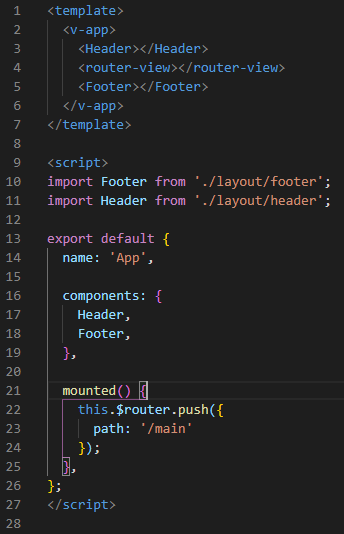 1 <template>
2   <v-app>
3     <Header></Header>
4     <router-view></router-view>
5     <Footer></Footer>
6   </v-app>
7 </template>
8
9 <script>
10 import Footer from './layout/footer';
11 import Header from './layout/header';
12
13 export default {
14   name: 'App',
15
16   components: {
17     Header,
18     Footer,
19   },
20
21   mounted() {
22     this.$router.push({
23       path: '/main'
24     });
25   },
26 };
27 </script>
28